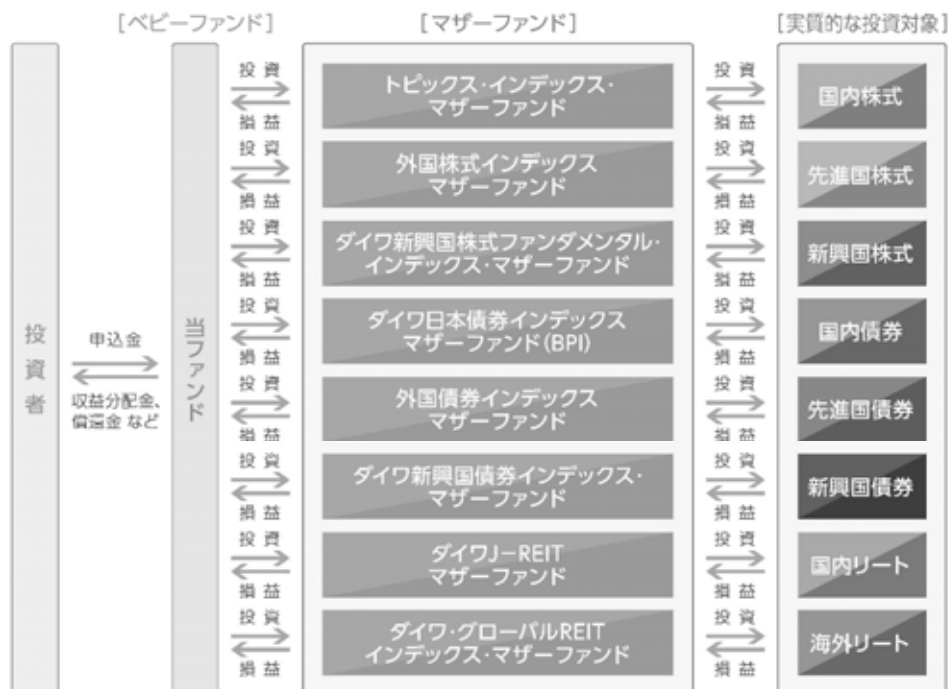 [ベビーファンド]
[マザーファンド]
[実質的な投資対象]
投資者
申込金
収益分配金、
償還金 など
当ファンド
投資
損益
トピックス・インデックス・
マザーファンド
投資
損益
国内株式
投資
損益
外国株式インデックス
マザーファンド
投資
損益
先進国株式
投資
損益
ダイワ新興国株式ファンダメンタル・
インデックス・マザーファンド
投資
損益
新興国株式
投資
損益
ダイワ日本債券インデックス
マザーファンド(BPI)
投資
損益
国内債券
投資
損益
外国債券インデックス
マザーファンド
投資
損益
先進国債券
投資
損益
ダイワ新興国債券インデックス・
マザーファンド
投資
損益
新興国債券
投資
損益
ダイワJ-REIT
マザーファンド
投資
損益
国内リート
投資
損益
ダイワ・グローバルREIT
インデックス・マザーファンド
投資
損益
海外リート